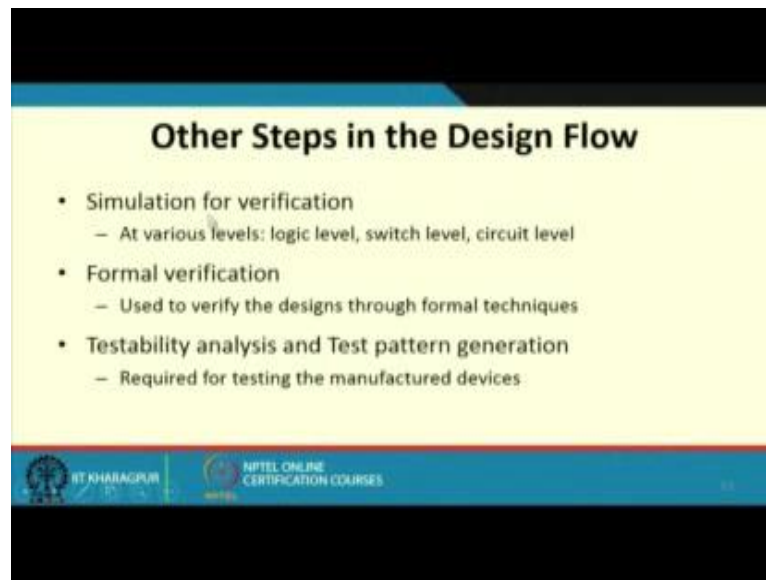 Other Steps in the Design Flow
• Simulation for verification
– At various levels: logic level, switch level, circuit level
• Formal verification
– Used to verify the designs through formal techniques
• Testability analysis and Test pattern generation
– Required for testing the manufactured devices
IIT KHARAGPUR
NPTEL ONLINE
CERTIFICATION COURSES
NPTEL